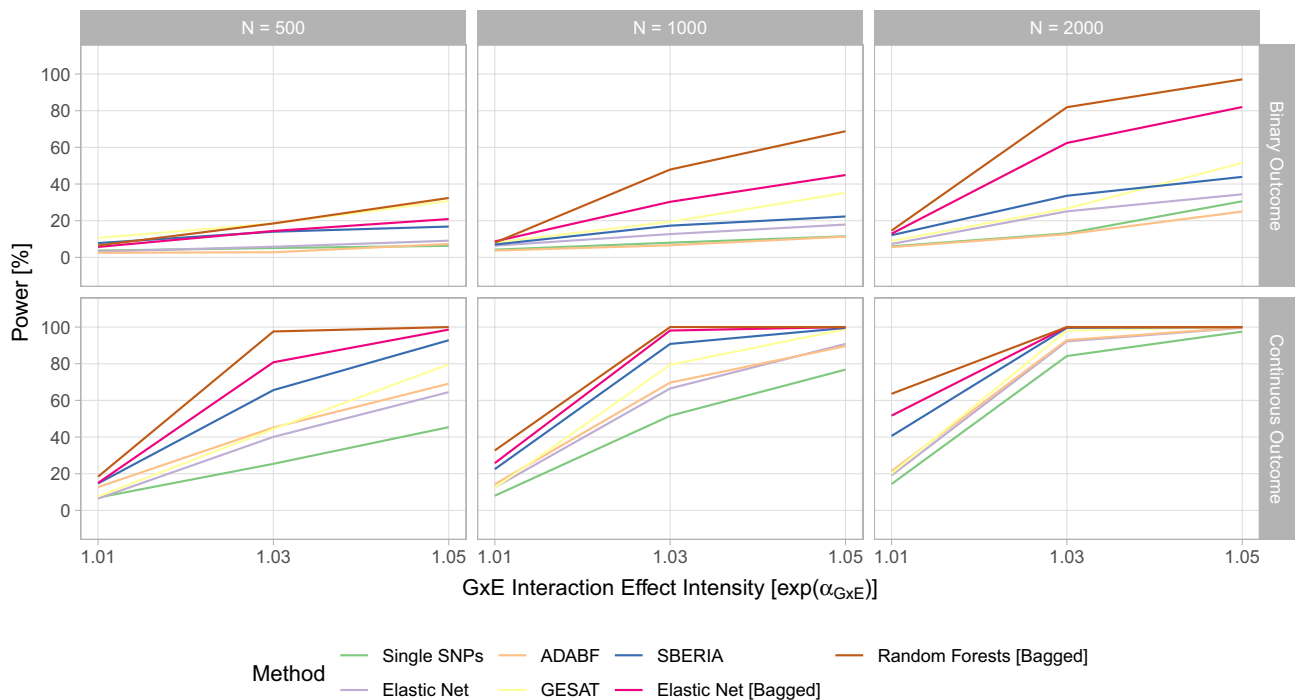 N = 500
N = 1000
N = 2000
Power [%]
100
80
60
40
20
0
Binary Outcome
100
80
60
40
20
0
Continuous Outcome
1.01
1.03
1.05
1.01
1.03
1.05
1.01
1.03
1.05
GxE Interaction Effect Intensity [exp(αGxE)]
Method
Single SNPs
ADABF
SBERIA
Random Forests [Bagged]
Elastic Net
GESAT
Elastic Net [Bagged]